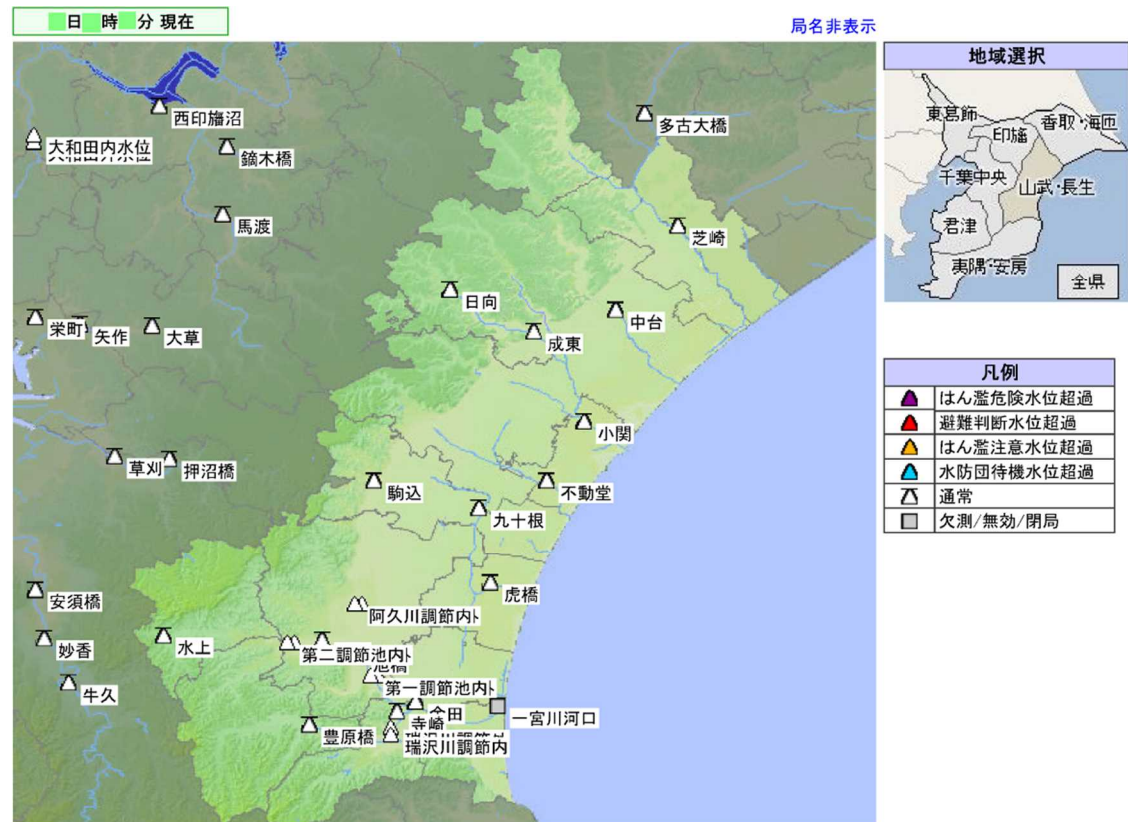 日 時 分 現在
局名非表示
地域選択
東葛飾
印旛
香取・海匝
千葉中央
山武・長生
君津
夷隅・安房
全県
西印旛沼
大和田内水位
鏑木橋
多古大橋
馬渡
芝崎
日向
栄町
矢作
大草
成東
中台
小関
草刈
押沼橋
駒込
不動堂
九十根
安須橋
虎橋
阿久川調節内
妙香
水上
第二調節池内
第一調節池内
牛久
寺崎
一宮川河口
豊原橋
瑞沢川調節内
凡例
はん濫危険水位超過
避難判断水位超過
はん濫注意水位超過
水防団待機水位超過
通常
欠測/無効/閉局